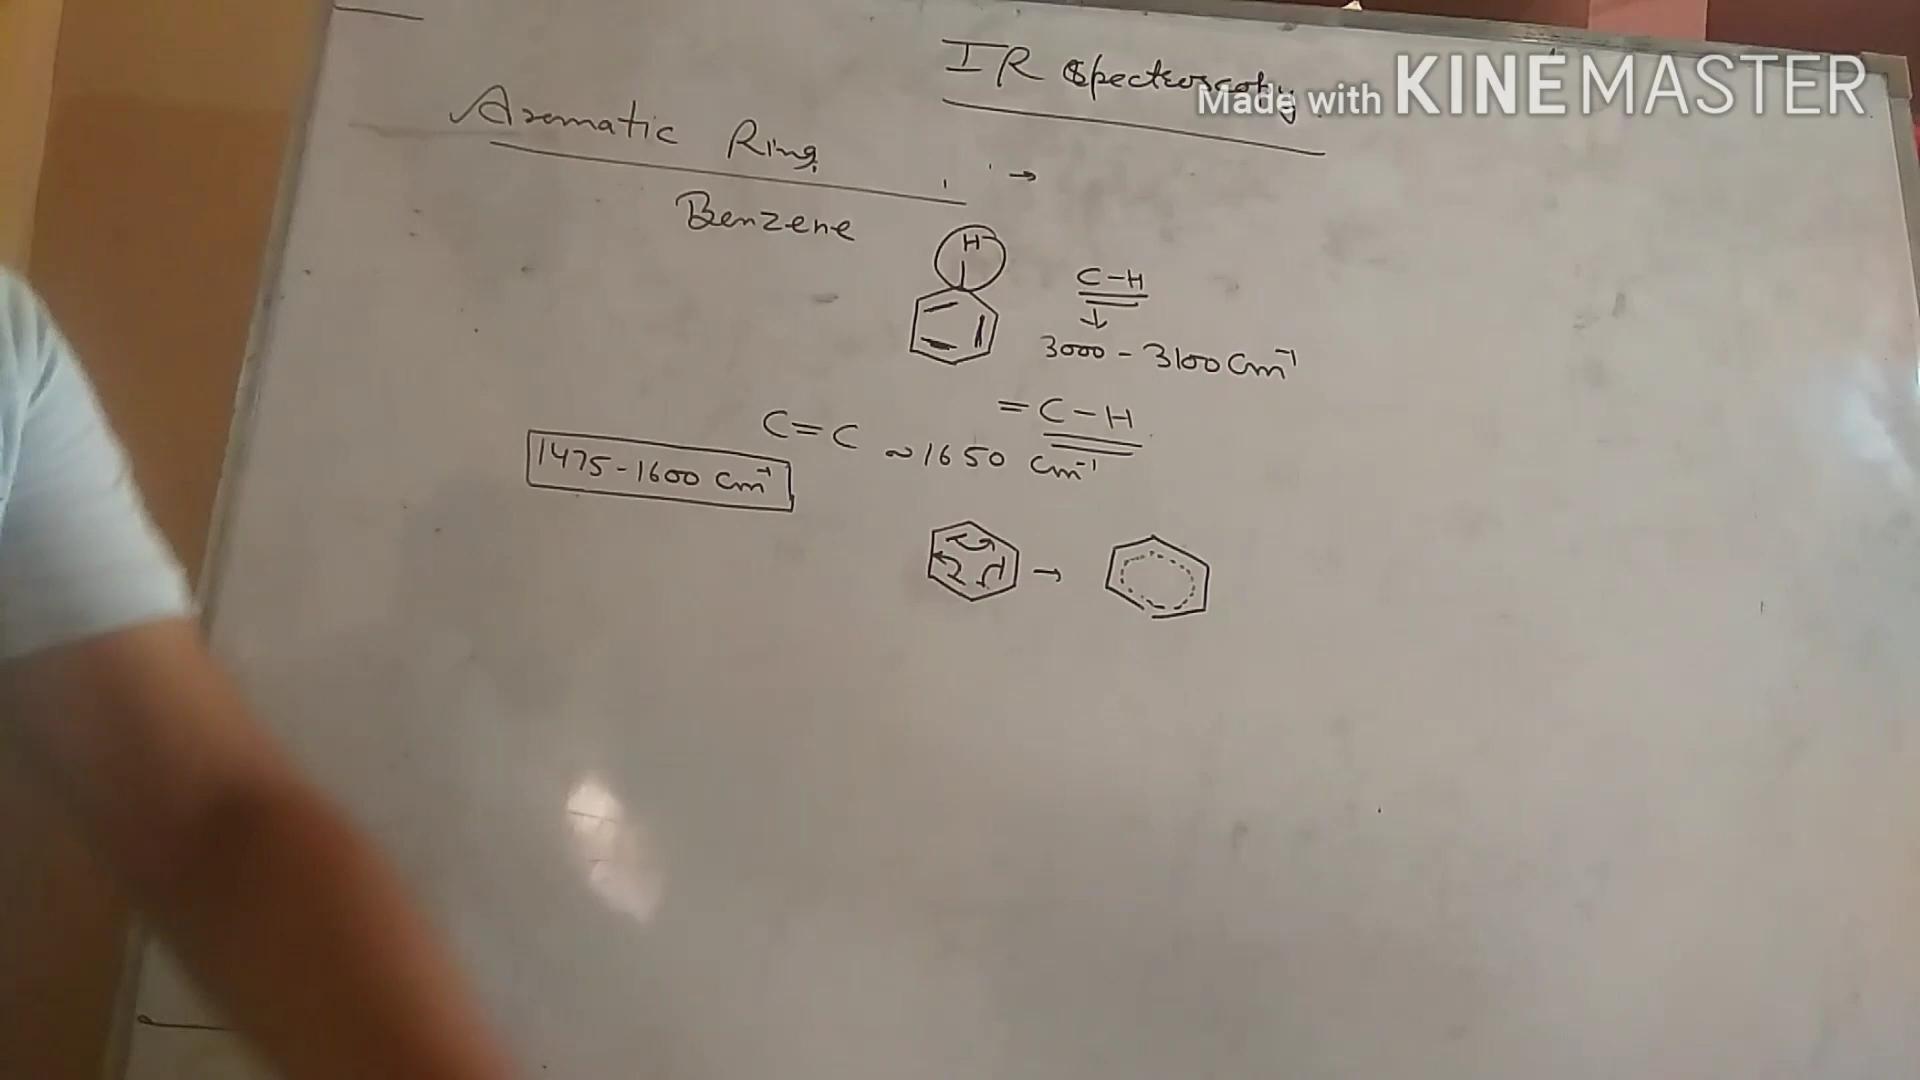 IR Spectroscopy
Made with KINEMASTER
Aromatic Ring
Benzene
H
C-H
3000 - 3100 cm⁻¹
=C-H
C=C ~1650 cm⁻¹
1475-1600 cm⁻¹